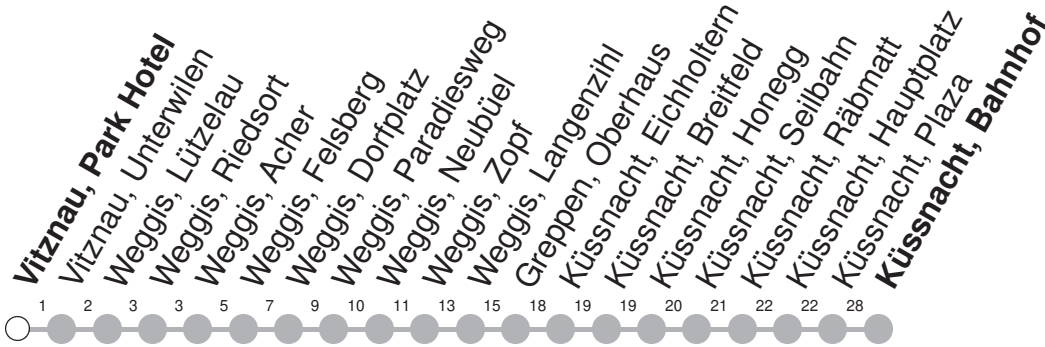 Vitznau, Park Hotel
Vitznau, Unterwilen
Weggis, Lützelau
Weggis, Riedsort
Weggis, Acher
Weggis, Felsberg
Weggis, Dorfplatz
Weggis, Paradiesweg
Weggis, Neubüel
Weggis, Zopf
Weggis, Langenzihl
Greppen, Oberhaus
Küssnacht, Eichholtern
Küssnacht, Breitfeld
Küssnacht, Honegg
Küssnacht, Seilbahn
Küssnacht, Räbmatt
Küssnacht, Hauptplatz
Küssnacht, Plaza
Küssnacht, Bahnhof
1 2 3 3 5 7 9 10 11 13 15 18 19 19 20 21 22 22 28